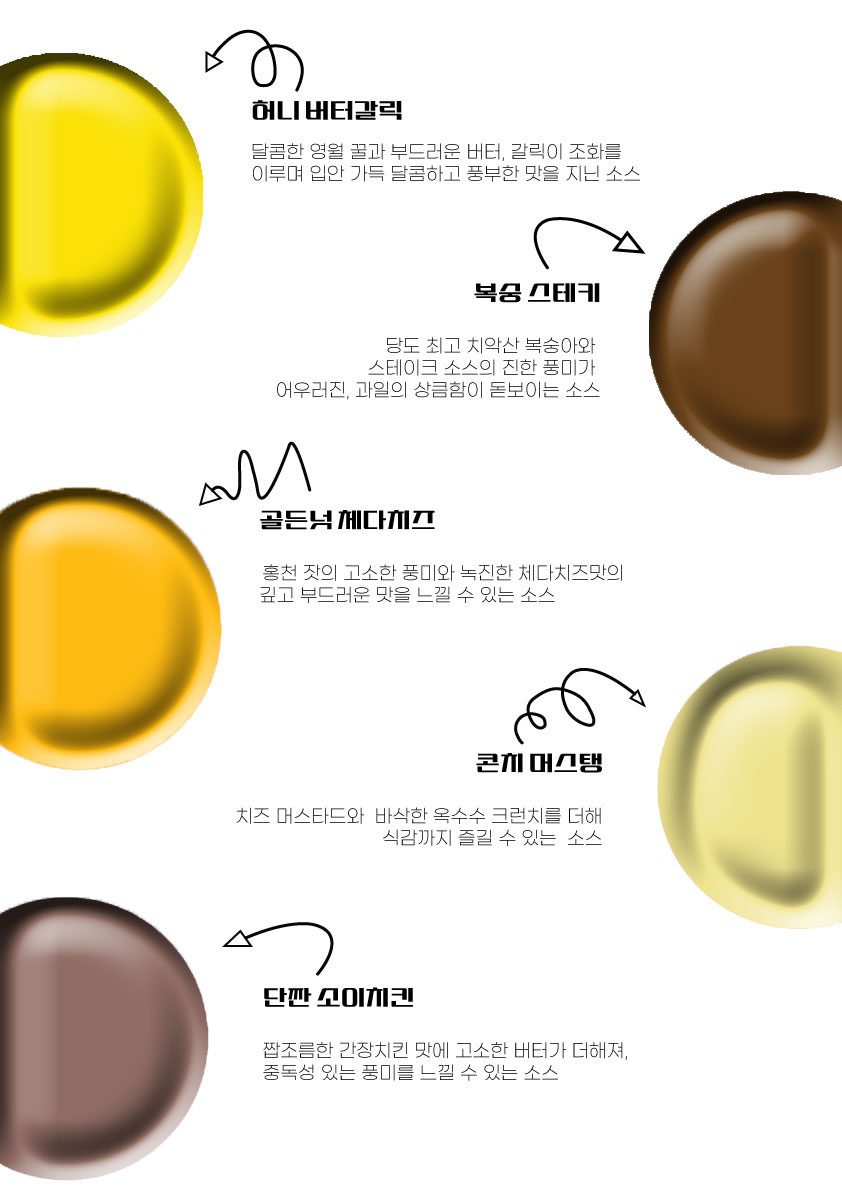 허니 버터갈릭
달콤한 영월 꿀과 부드러운 버터, 갈릭이 조화를
이루며 입안 가득 달콤하고 풍부한 맛을 지닌 소스
복숭 스테키
당도 최고 치악산 복숭아와
스테이크 소스의 진한 풍미가
어우러진, 과일의 상큼함이 돋보이는 소스
골든넛 체다치즈
홍천 잣의 고소한 풍미와 녹진한 체다치즈맛의
깊고 부드러운 맛을 느낄 수 있는 소스
콘치 머스탱
치즈 머스타드와 바삭한 옥수수 크런치를 더해
식감까지 즐길 수 있는 소스
단짠 소이치킨
짭조름한 간장치킨 맛에 고소한 버터가 더해져,
중독성 있는 풍미를 느낄 수 있는 소스